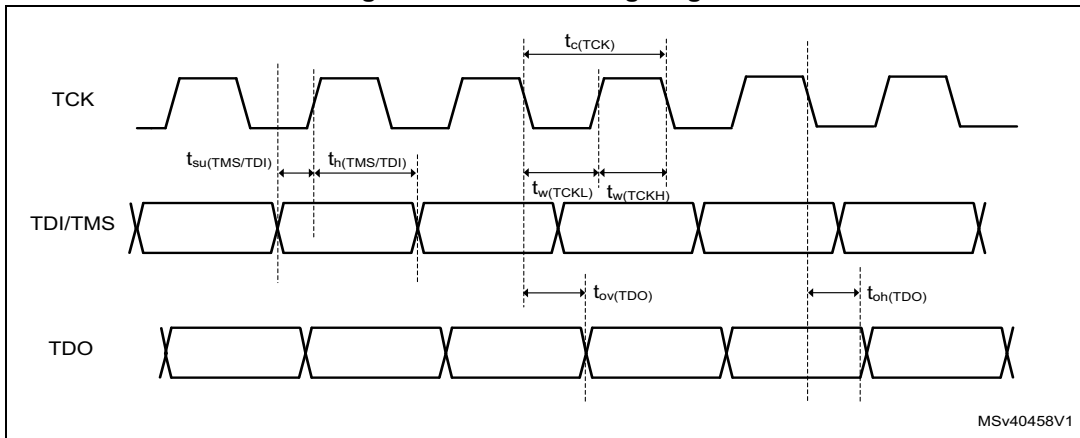 tc(TCK)
TCK
tsu(TMS/TDI)
th(TMS/TDI)
tw(TCKL)
tw(TCKH)
TDI/TMS
tov(TDO)
toh(TDO)
TDO
MSv40458V1